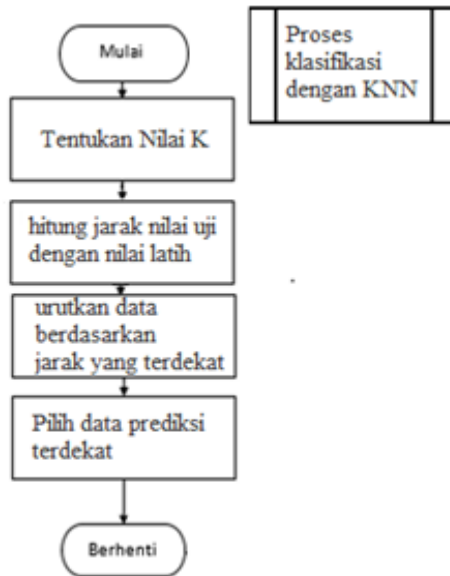 Mulai
Proses
klasifikasi
dengan KNN
Tentukan Nilai K
hitung jarak nilai uji
dengan nilai latih
urutkan data
berdasarkan
jarak yang terdekat
Pilih data prediksi
terdekat
Berhenti